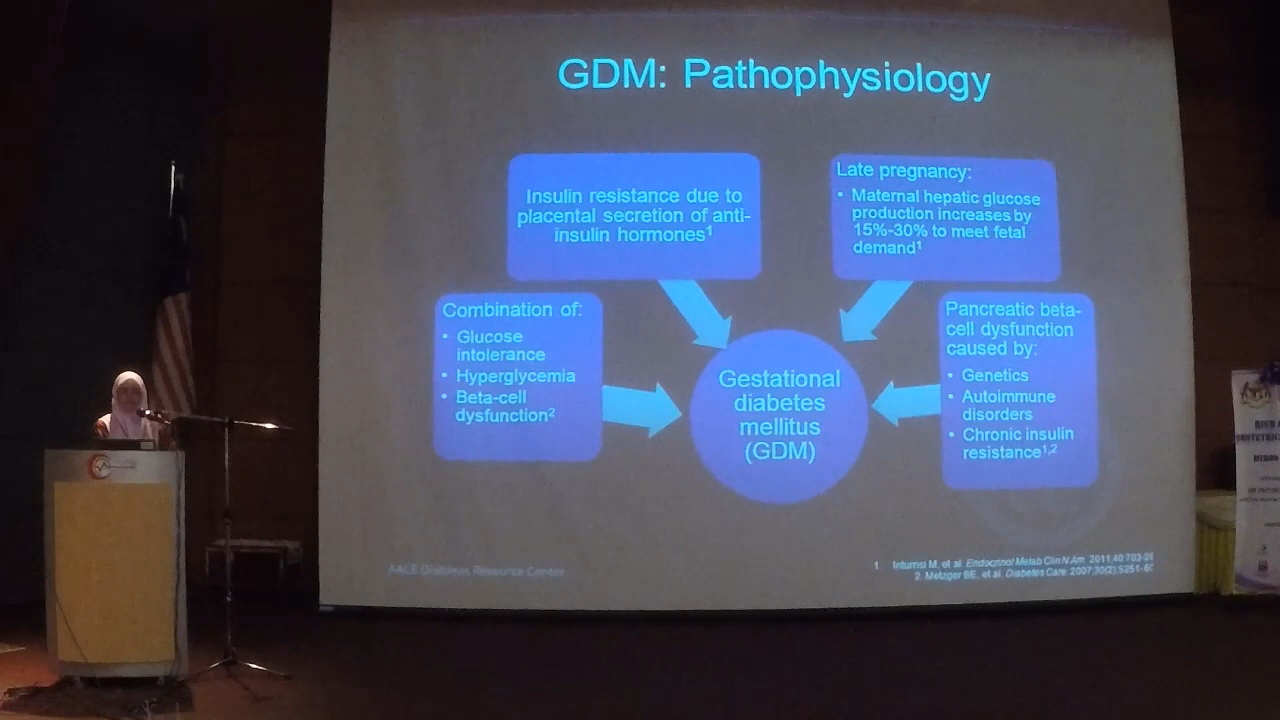 GDM: Pathophysiology
Insulin resistance due to
placental secretion of anti-
insulin hormones¹
Late pregnancy:
• Maternal hepatic glucose
production increases by
15%-30% to meet fetal
demand¹
Combination of:
• Glucose
intolerance
• Hyperglycemia
• Beta-cell
dysfunction²
Pancreatic beta-
cell dysfunction
caused by:
• Genetics
• Autoimmune
disorders
• Chronic insulin
resistance¹,²
Gestational
diabetes
mellitus
(GDM)
AACE Diabetes Resource Center
1. Inturrisi M, et al. Endocrinol Metab Clin N Am. 2011;40:703-26
2. Metzger BE, et al. Diabetes Care. 2007;30(2):S251-60